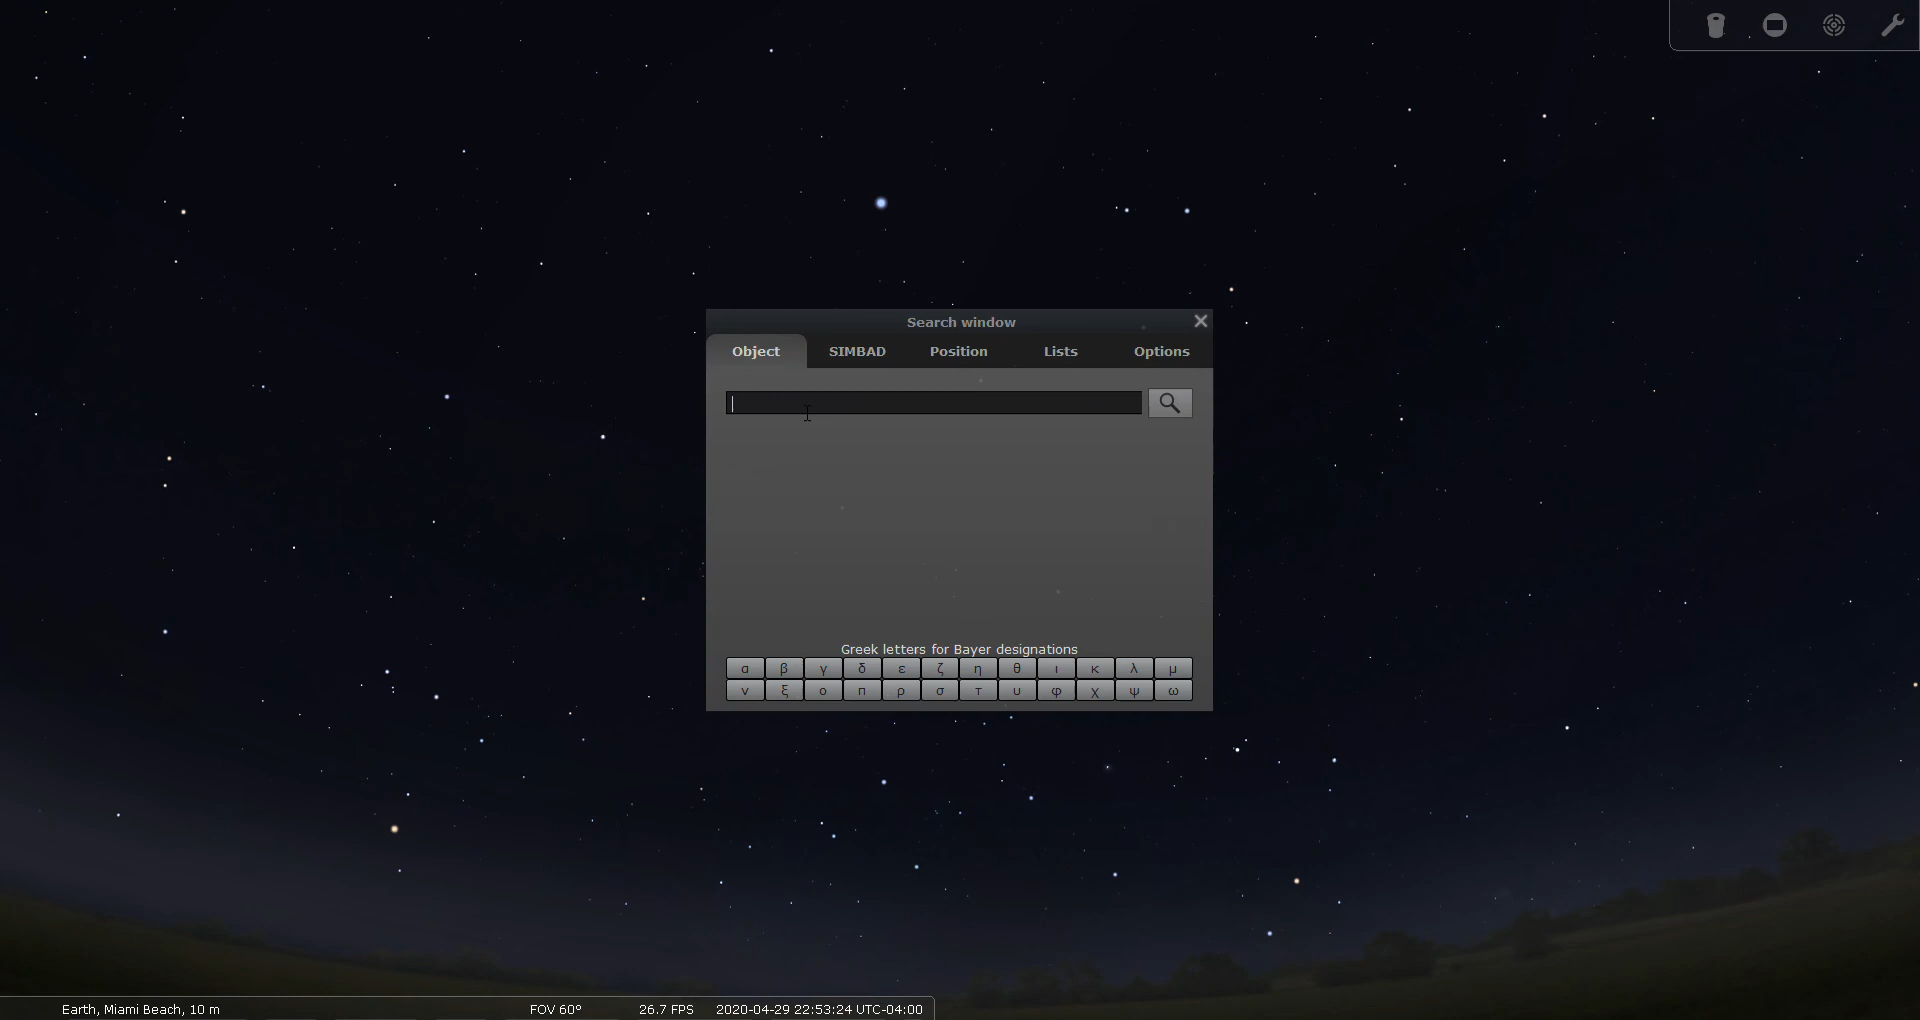 Search window
Object SIMBAD Position Lists Options
Greek letters for Bayer designations
α β γ δ ε ζ η θ ι κ λ μ
ν ξ ο π ρ σ τ υ φ χ ψ ω
Earth, Miami Beach, 10 m FOV 60° 26.7 FPS 2020-04-29 22:53:24 UTC-04:00